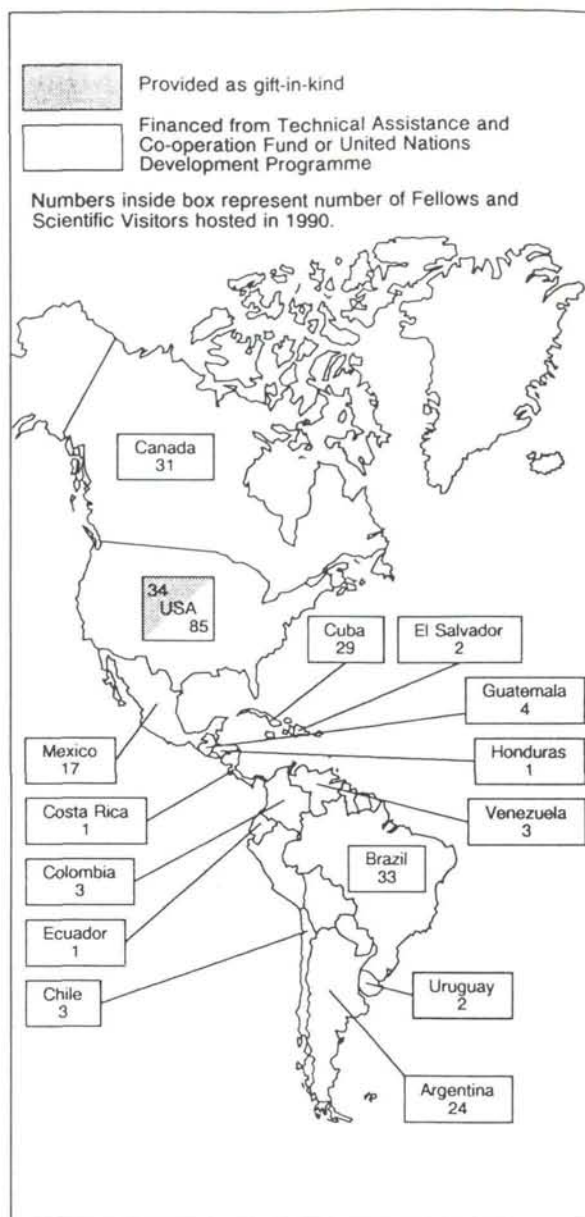 Provided as gift-in-kind
Financed from Technical Assistance and
Co-operation Fund or United Nations
Development Programme
Numbers inside box represent number of Fellows and
Scientific Visitors hosted in 1990.
Canada
31
34
USA
85
Cuba
29
El Salvador
2
Guatemala
4
Mexico
17
Honduras
1
Costa Rica
1
Venezuela
3
Colombia
3
Brazil
33
Ecuador
1
Chile
3
Uruguay
2
Argentina
24